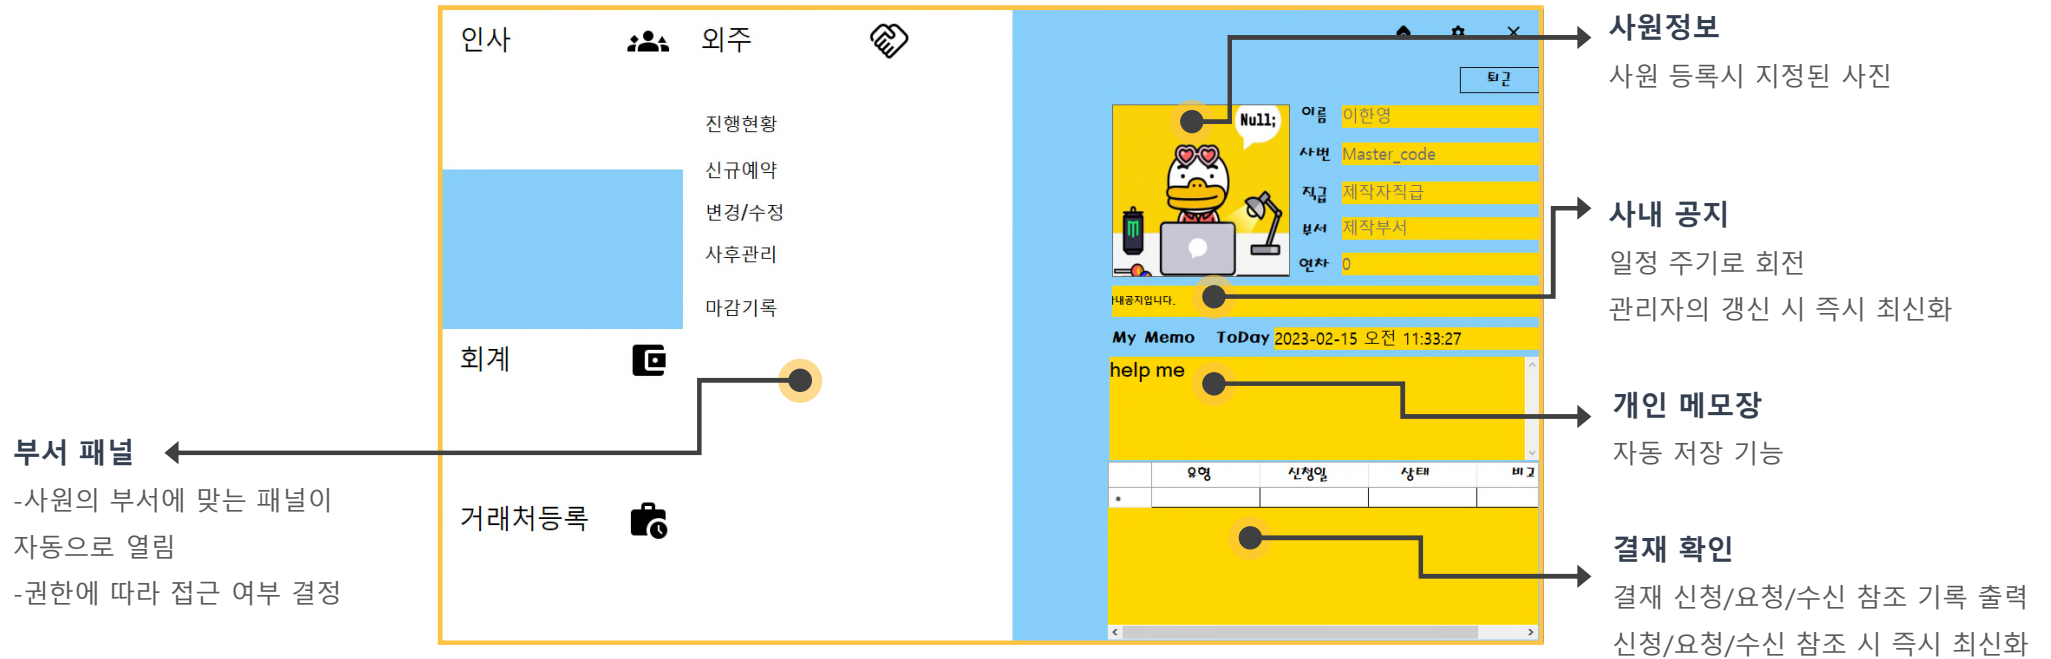 인사
외주
진행현황
신규예약
변경/수정
사후관리
마감기록
회계
거래처등록
퇴근
Null;
이름 이한영
사번 Master_code
직급 제작자직급
부서 제작부서
연차 0
내공지입니다.
My Memo ToDay 2023-02-15 오전 11:33:27
help me
유형 신청일 상태 비고
부서 패널
-사원의 부서에 맞는 패널이
자동으로 열림
-권한에 따라 접근 여부 결정
사원정보
사원 등록시 지정된 사진
사내 공지
일정 주기로 회전
관리자의 갱신 시 즉시 최신화
개인 메모장
자동 저장 기능
결재 확인
결재 신청/요청/수신 참조 기록 출력
신청/요청/수신 참조 시 즉시 최신화